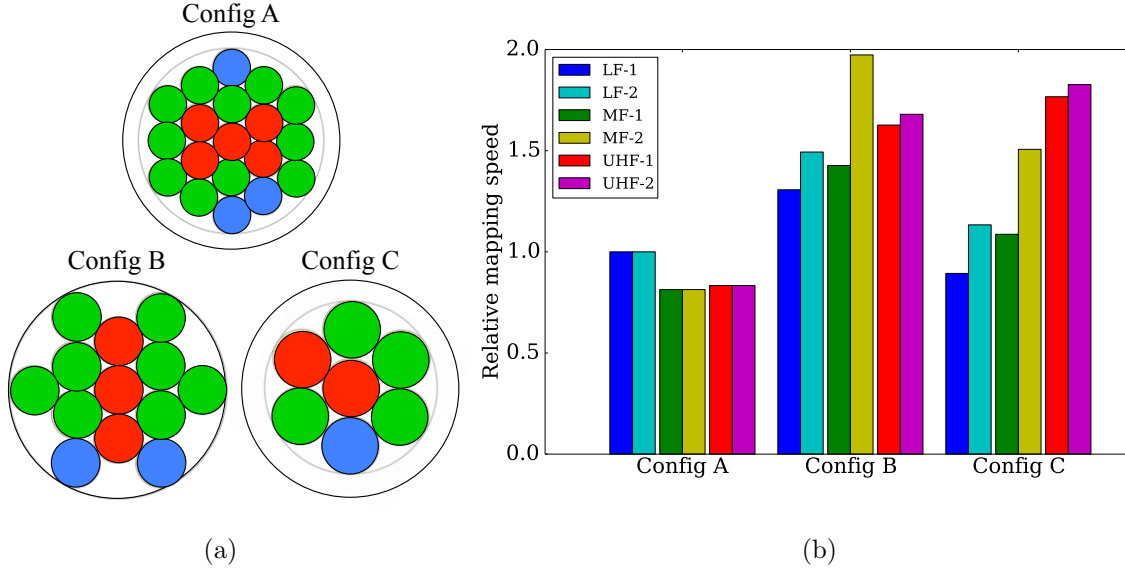 Config A
Config B
Config C
(a)
Relative mapping speed
2.0
1.5
1.0
0.5
0.0
LF-1
LF-2
MF-1
MF-2
UHF-1
UHF-2
Config A
Config B
Config C
(b)